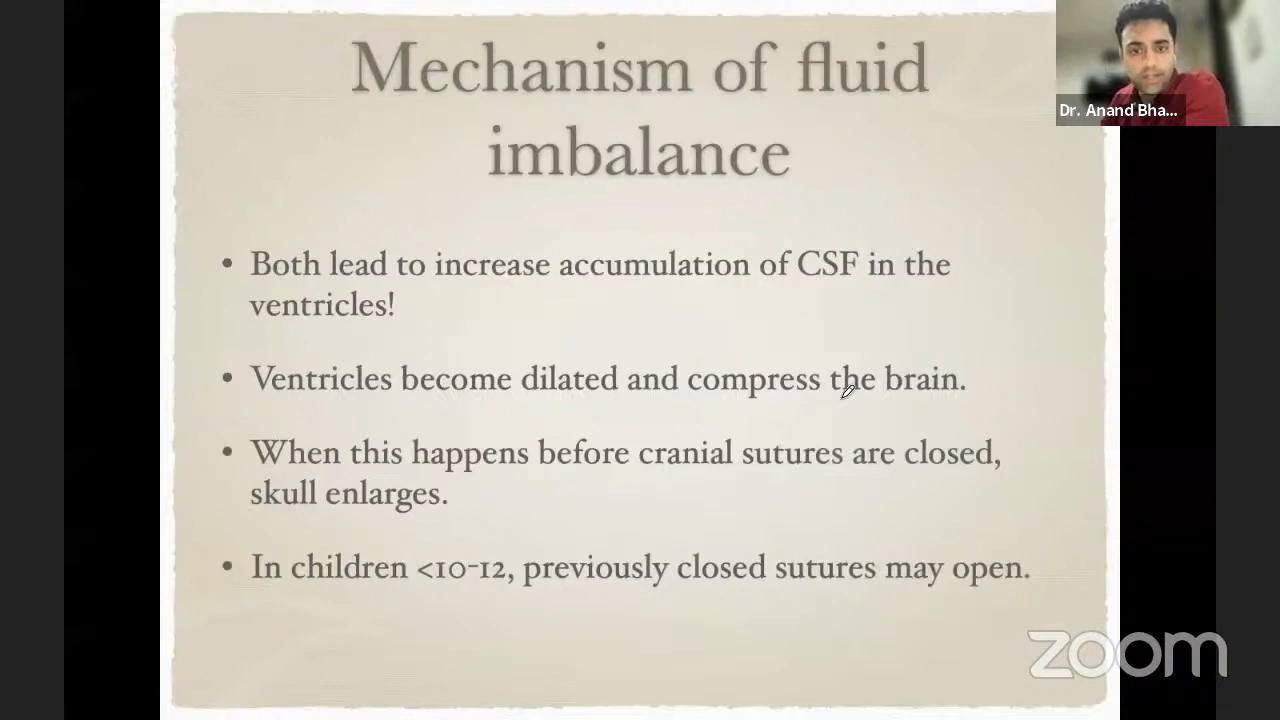 Mechanism of fluid
imbalance
Dr. Anand Bha...
• Both lead to increase accumulation of CSF in the
ventricles!
• Ventricles become dilated and compress the brain.
• When this happens before cranial sutures are closed,
skull enlarges.
• In children <10-12, previously closed sutures may open.
zoom